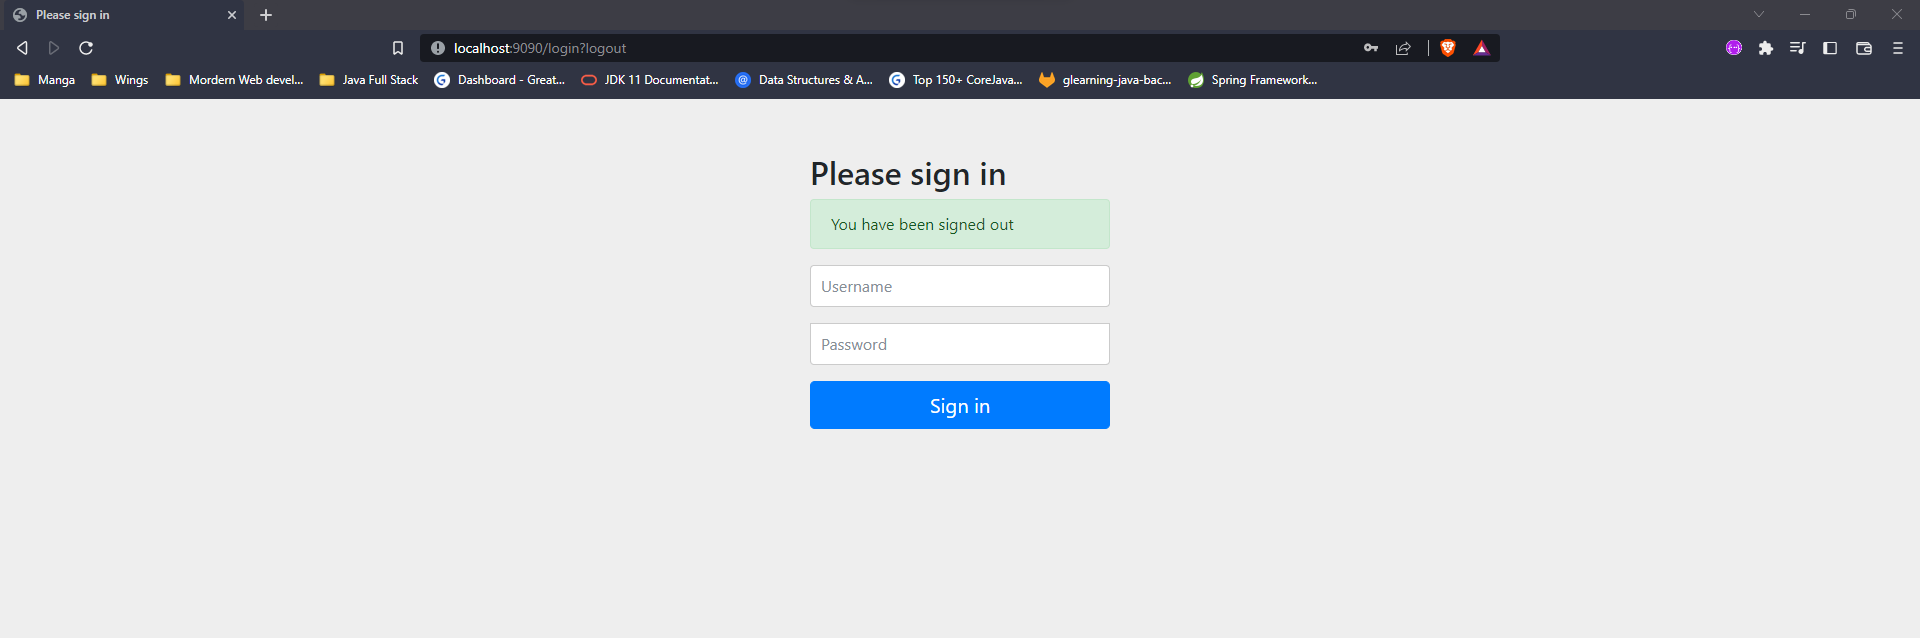 Please sign in
localhost:9090/login?logout
Manga
Wings
Mordern Web devel...
Java Full Stack
Dashboard - Great...
JDK 11 Documentat...
Data Structures & A...
Top 150+ CoreJava...
glearning-java-bac...
Spring Framework...
Please sign in
You have been signed out
Username
Password
Sign in